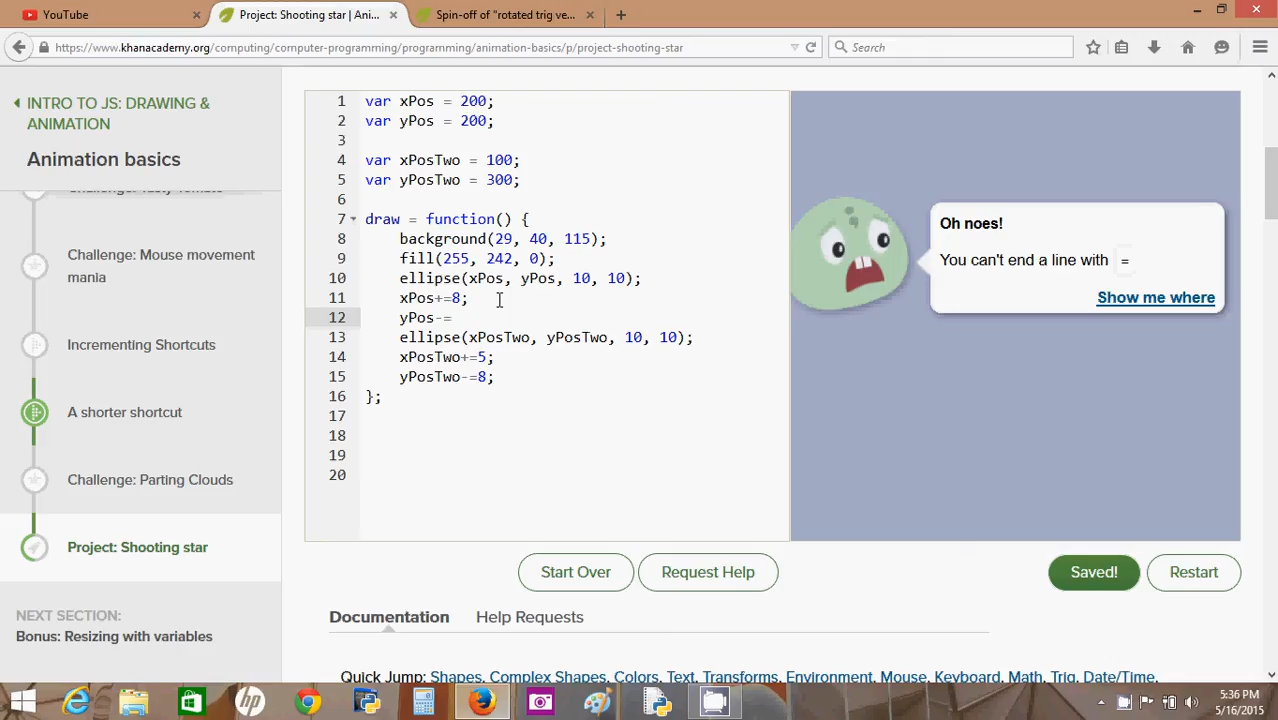 YouTube
Project: Shooting star | Ani...
Spin-off of "rotated trig ve...
https://www.khanacademy.org/computing/computer-programming/programming/animation-basics/p/project-shooting-star
Search
INTRO TO JS: DRAWING &
ANIMATION
Animation basics
Challenge: Tasty Tomato
Challenge: Mouse movement
mania
Incrementing Shortcuts
A shorter shortcut
Challenge: Parting Clouds
Project: Shooting star
NEXT SECTION:
Bonus: Resizing with variables
1 var xPos = 200;
2 var yPos = 200;
3
4 var xPosTwo = 100;
5 var yPosTwo = 300;
6
7 draw = function() {
8 background(29, 40, 115);
9 fill(255, 242, 0);
10 ellipse(xPos, yPos, 10, 10);
11 xPos+=8;
12 yPos-=
13 ellipse(xPosTwo, yPosTwo, 10, 10);
14 xPosTwo+=5;
15 yPosTwo-=8;
16 };
17
18
19
20
Oh noes!
You can't end a line with =
Show me where
Start Over
Request Help
Saved!
Restart
Documentation
Help Requests
Quick Jump: Shapes, Complex Shapes, Colors, Text, Transforms, Environment, Mouse, Keyboard, Math, Trig, Date/Time,
hp
5:36 PM
5/16/2015